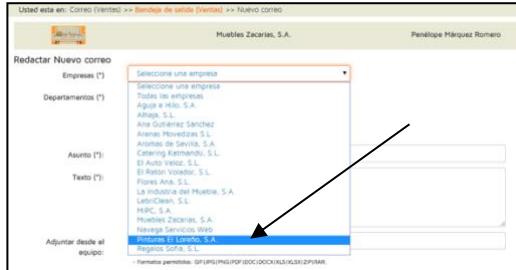 Usted esta en: Correo (Ventas) >> Bandeja de salida (Ventas) >> Nuevo correo
Muebles Zacarias, S.A. Penélope Márquez Romero
Redactar Nuevo correo
Empresas (*) Seleccione una empresa
Seleccione una empresa
Todas las empresas
Departamentos (*)
Aguja e Hilo, S.A.
Alhaja, S.L.
Ana Gutiérrez Sánchez
Arenas Movedizas S.L.
Aromas de Sevilla, S.A.
Asunto (*): Catering Katmandú, S.L.
El Auto Veloz, S.L.
Texto (*): El Ratón Volador, S.L.
Flores Ana, S.L.
La Industria del Mueble, S.A.
LebriClean, S.L.
MiPC, S.A.
Muebles Zacarias, S.A.
Navega Servicios Web
Adjuntar desde el equipo: Pinturas El Loreño, S.A.
Regalos Sofía, S.L.
- Formatos permitidos: GIF|JPG|PNG|PDF|DOC|DOCX|XLS|XLSX|ZIP|RAR.